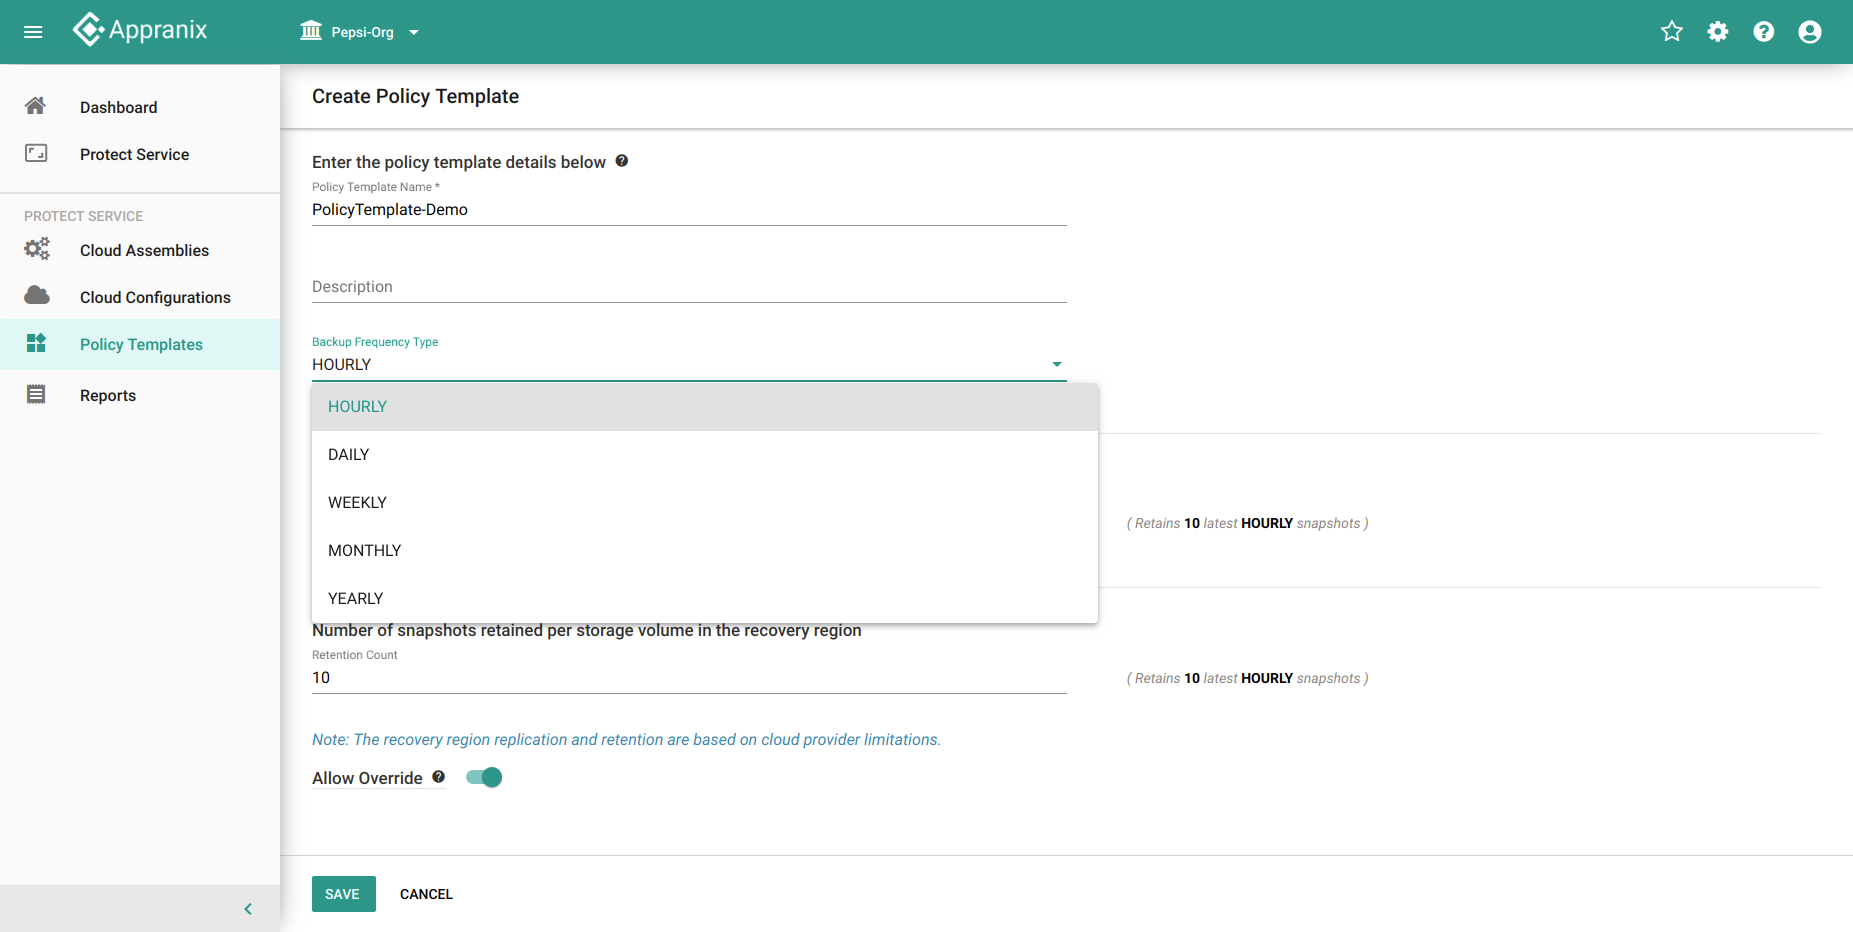 Appranix
Pepsi-Org
Dashboard
Protect Service
PROTECT SERVICE
Cloud Assemblies
Cloud Configurations
Policy Templates
Reports
Create Policy Template
Enter the policy template details below
Policy Template Name *
PolicyTemplate-Demo
Description
Backup Frequency Type
HOURLY
HOURLY
DAILY
WEEKLY
MONTHLY
YEARLY
( Retains 10 latest HOURLY snapshots )
Number of snapshots retained per storage volume in the recovery region
Retention Count
10
( Retains 10 latest HOURLY snapshots )
Note: The recovery region replication and retention are based on cloud provider limitations.
Allow Override
SAVE
CANCEL